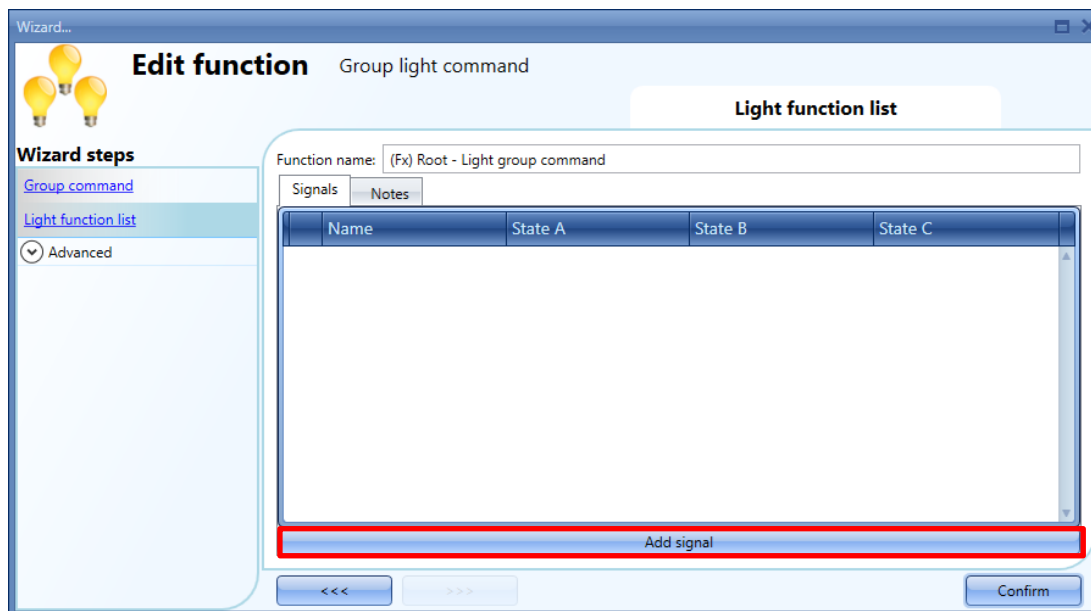 Wizard...
Edit function Group light command
Light function list
Wizard steps
Group command
Light function list
Advanced
Function name: (Fx) Root - Light group command
Signals Notes
Name State A State B State C
Add signal
<<< >>> Confirm